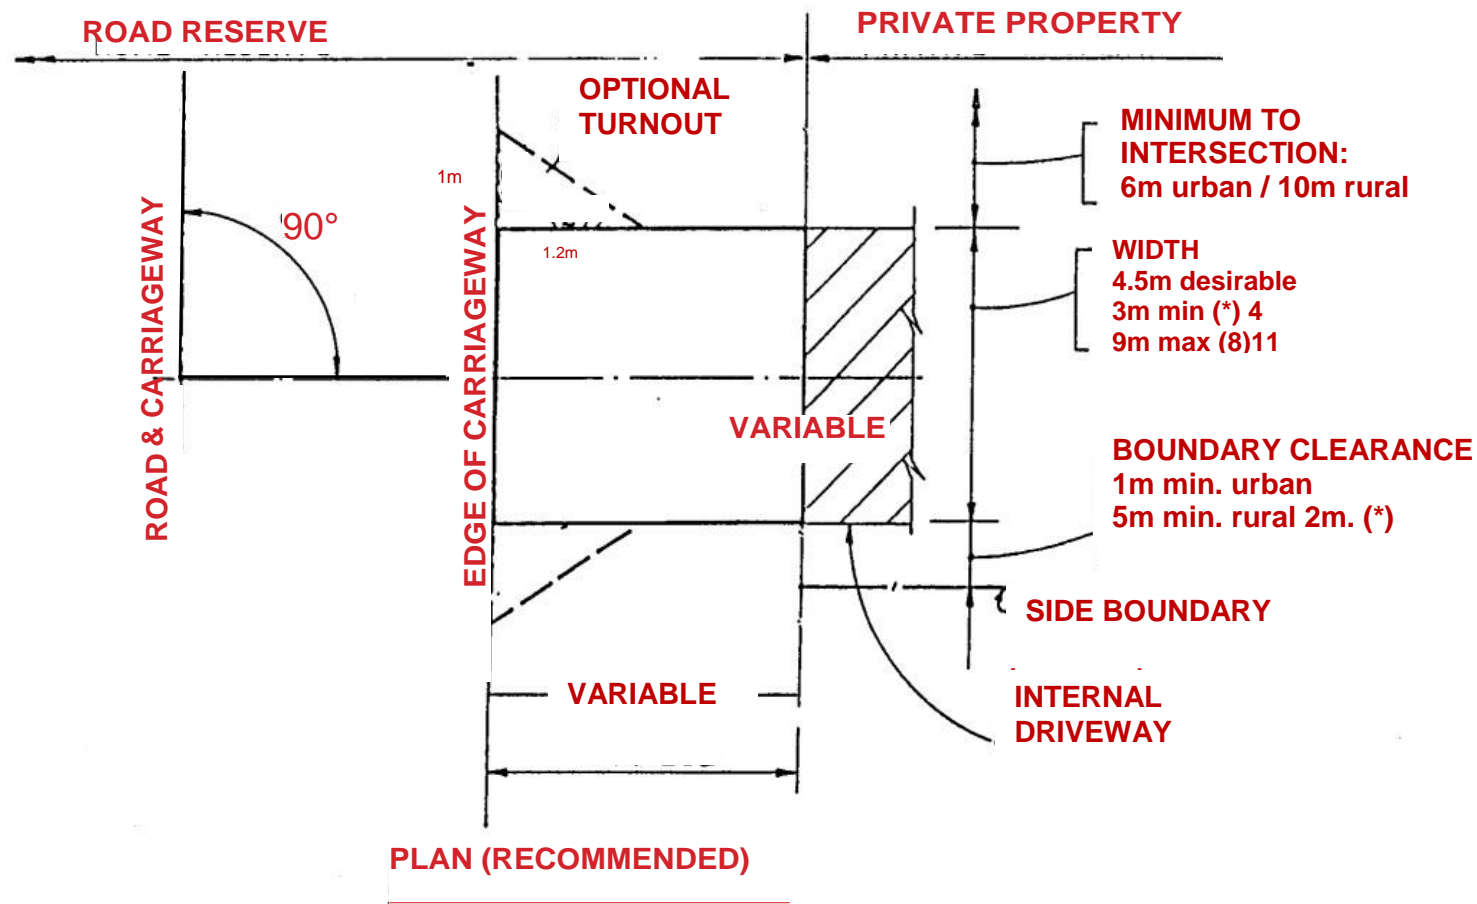 ROAD RESERVE
PRIVATE PROPERTY
OPTIONAL
TURNOUT
MINIMUM TO
INTERSECTION:
6m urban / 10m rural
1m
90°
1.2m
ROAD & CARRIAGEWAY
EDGE OF CARRIAGEWAY
WIDTH
4.5m desirable
3m min (*) 4
9m max (8)11
VARIABLE
BOUNDARY CLEARANCE
1m min. urban
5m min. rural 2m. (*)
SIDE BOUNDARY
VARIABLE
INTERNAL
DRIVEWAY
PLAN (RECOMMENDED)